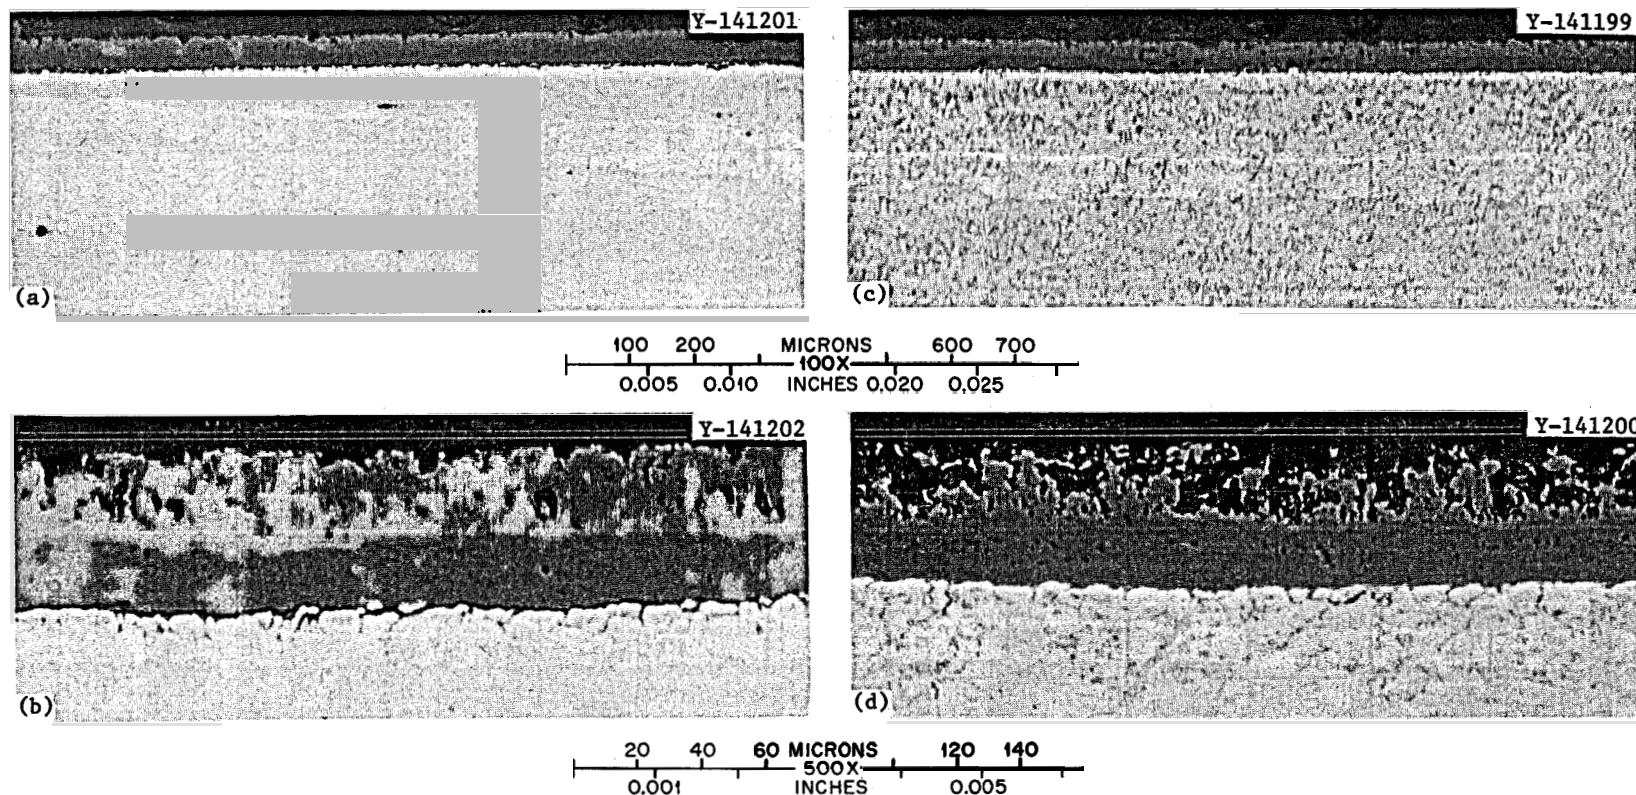 Y-141201
Y-141199
(a)
(c)
100 200 MICRONS 600 700
100X
0.005 0.010 INCHES 0.020 0.025
Y-141202
Y-141200
(b)
(d)
20 40 60 MICRONS 120 140
500X
0.001 INCHES 0.005